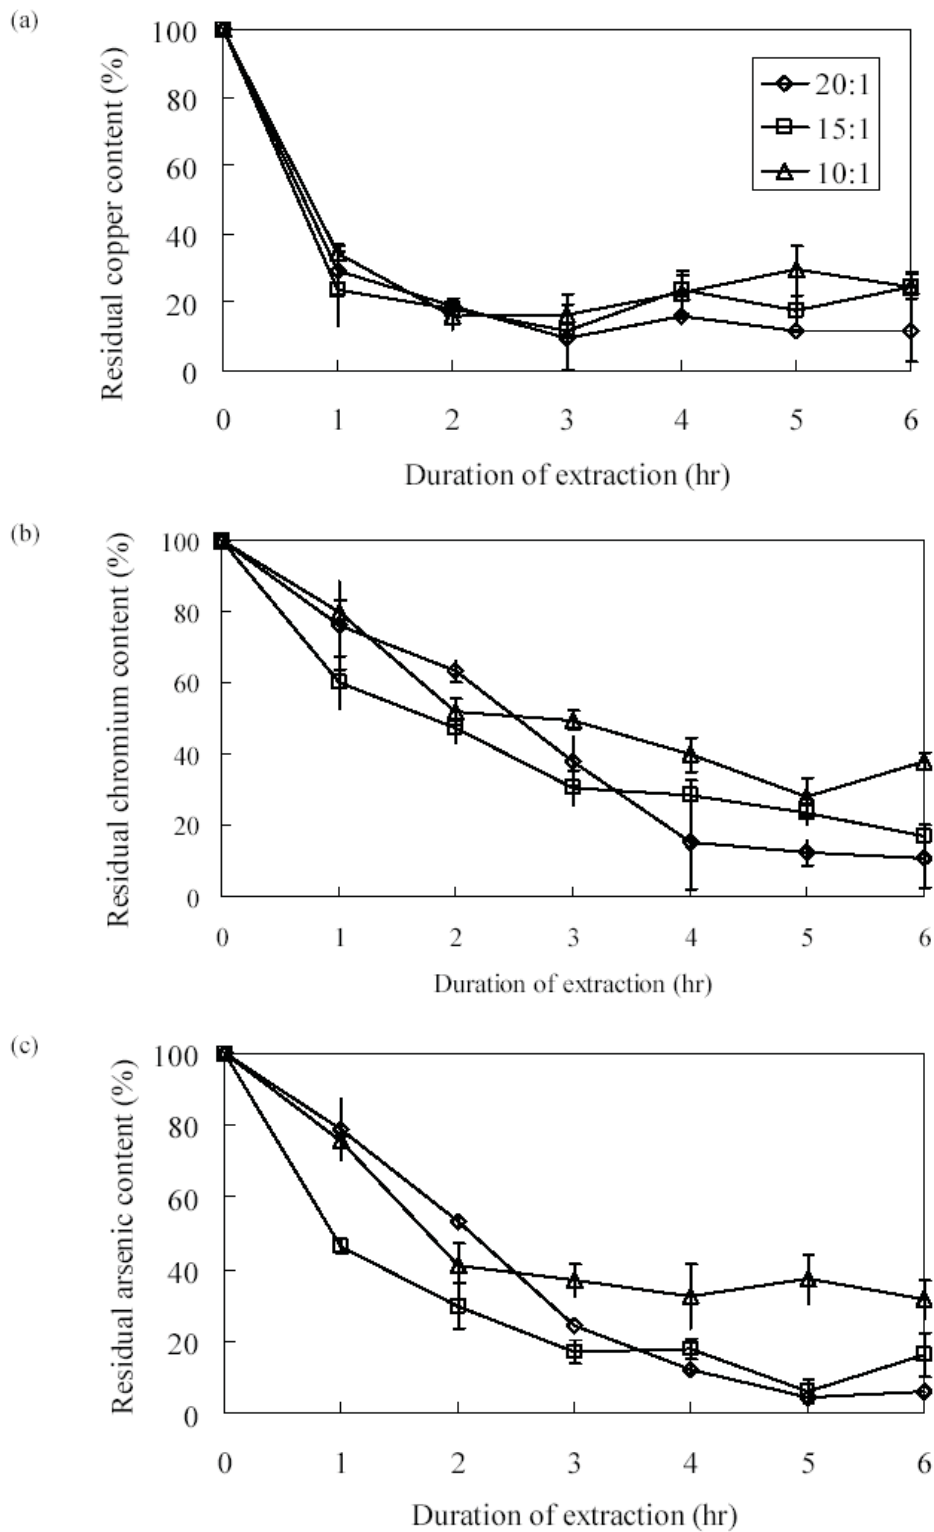 (a)
Residual copper content (%)
100
80
60
40
20
0
20:1
15:1
10:1
0 1 2 3 4 5 6
Duration of extraction (hr)
(b)
Residual chromium content (%)
100
80
60
40
20
0
0 1 2 3 4 5 6
Duration of extraction (hr)
(c)
Residual arsenic content (%)
100
80
60
40
20
0
0 1 2 3 4 5 6
Duration of extraction (hr)